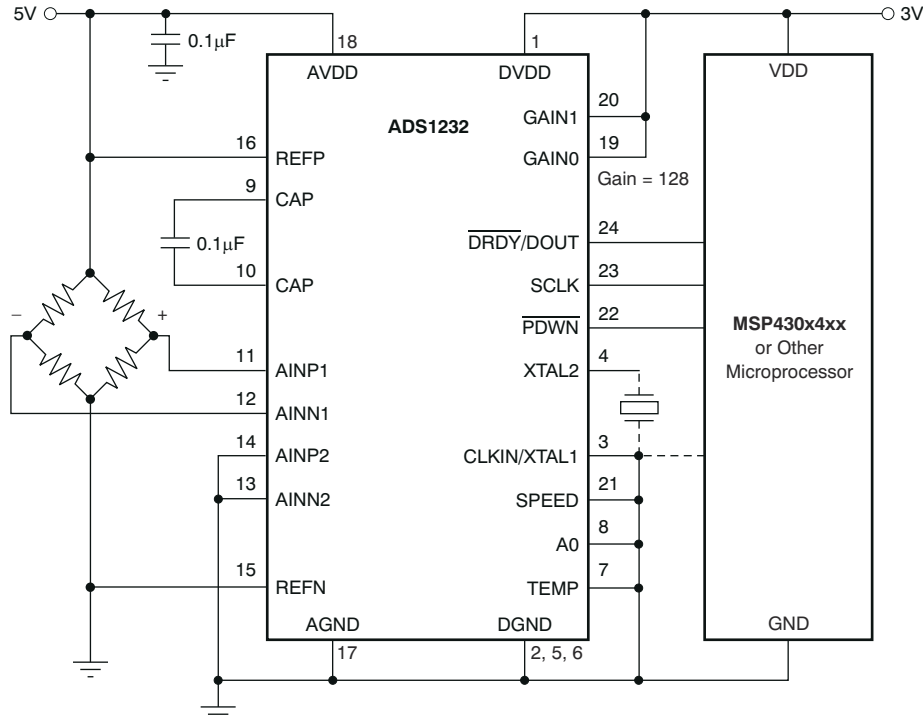 5V
3V
0.1µF
18
1
AVDD
DVDD
VDD
ADS1232
GAIN1
20
16
REFP
GAIN0
19
Gain = 128
9
CAP
0.1µF
10
CAP
DRDY/DOUT
24
SCLK
23
PDWN
22
MSP430x4xx
or Other
Microprocessor
−
+
11
AINP1
XTAL2
4
12
AINN1
14
AINP2
CLKIN/XTAL1
3
13
AINN2
SPEED
21
A0
8
15
REFN
TEMP
7
AGND
DGND
GND
17
2, 5, 6